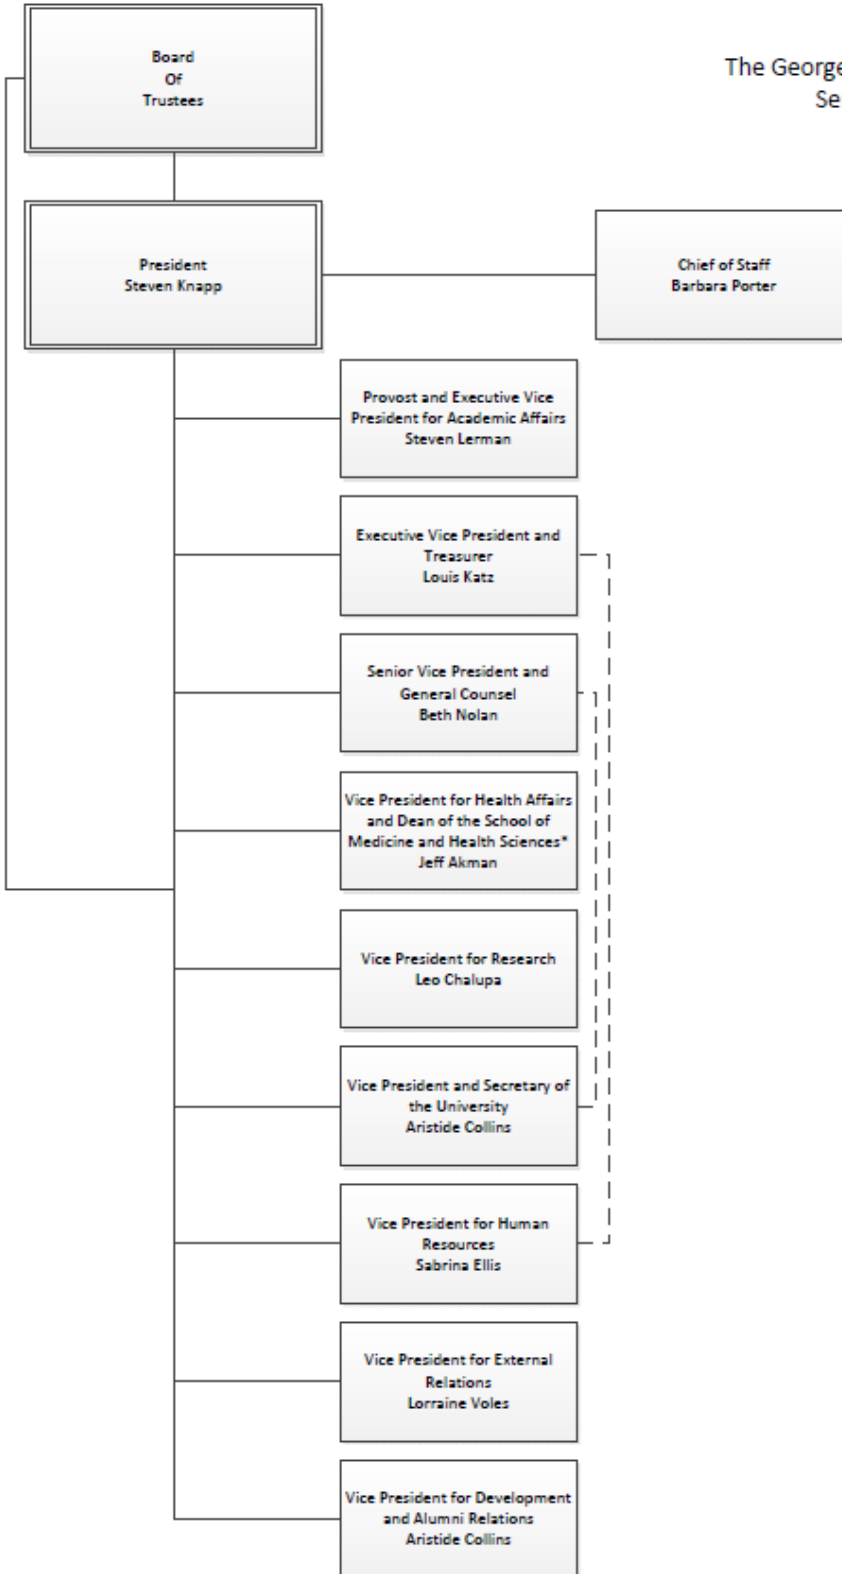 Board
Of
Trustees
The George
Se
President
Steven Knapp
Chief of Staff
Barbara Porter
Provost and Executive Vice
President for Academic Affairs
Steven Lerman
Executive Vice President and
Treasurer
Louis Katz
Senior Vice President and
General Counsel
Beth Nolan
Vice President for Health Affairs
and Dean of the School of
Medicine and Health Sciences*
Jeff Akman
Vice President for Research
Leo Chalupa
Vice President and Secretary of
the University
Aristide Collins
Vice President for Human
Resources
Sabrina Ellis
Vice President for External
Relations
Lorraine Voles
Vice President for Development
and Alumni Relations
Aristide Collins